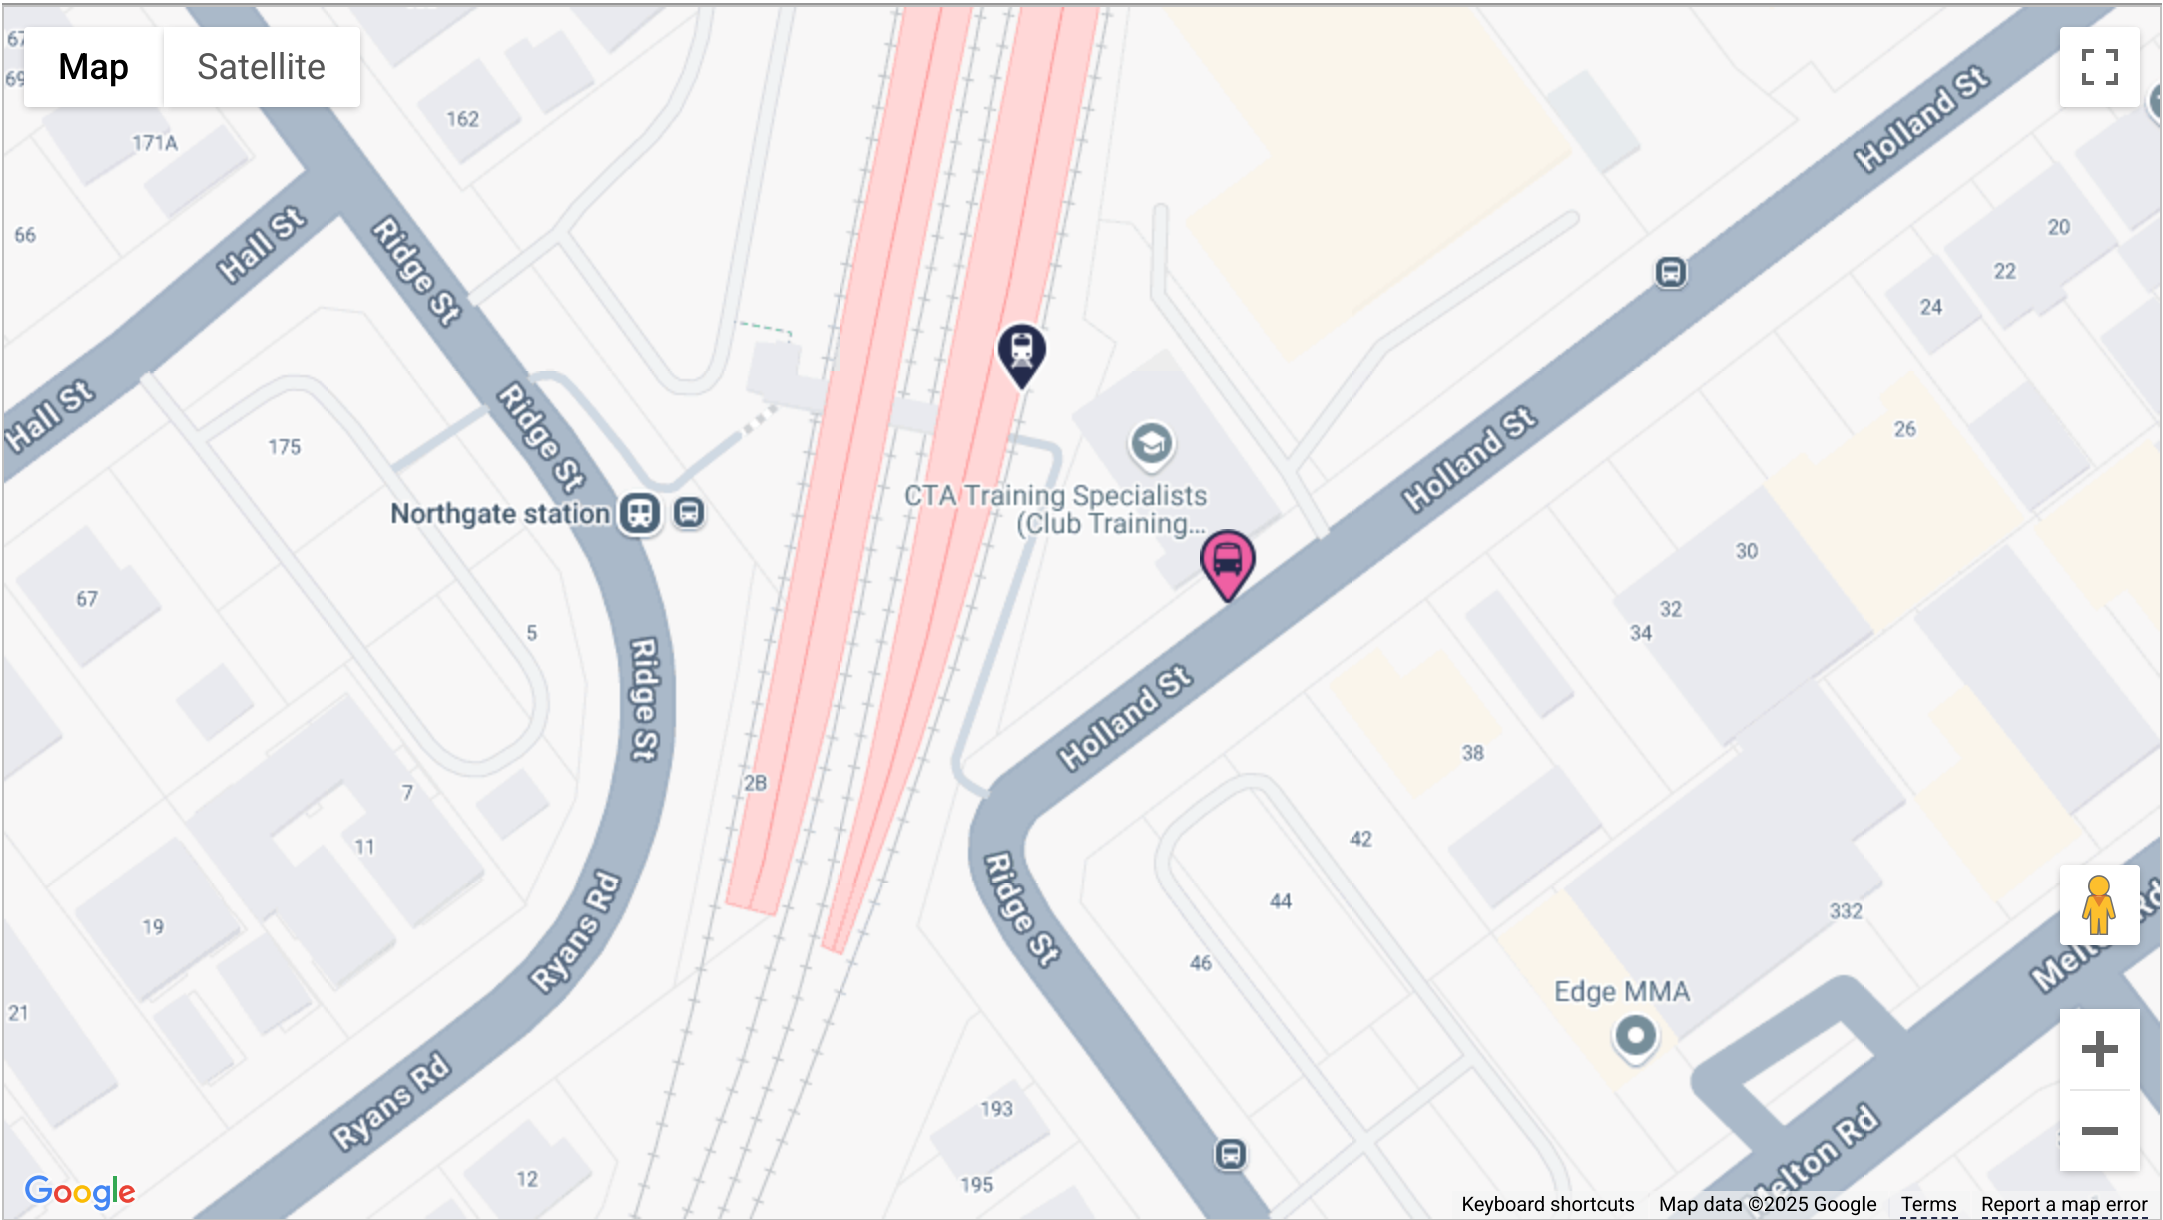 Map
Satellite
162
171A
66
Hall St
Ridge St
Holland St
20
22
24
Hall St
Ridge St
175
Northgate station
CTA Training Specialists
(Club Training...
Holland St
26
30
32
34
67
5
Ridge St
Holland St
38
2B
7
11
42
19
Ryans Rd
Ridge St
44
46
332
21
Edge MMA
Ryans Rd
193
195
12
Melton Rd
Google
Keyboard shortcuts
Map data ©2025 Google
Terms
Report a map error